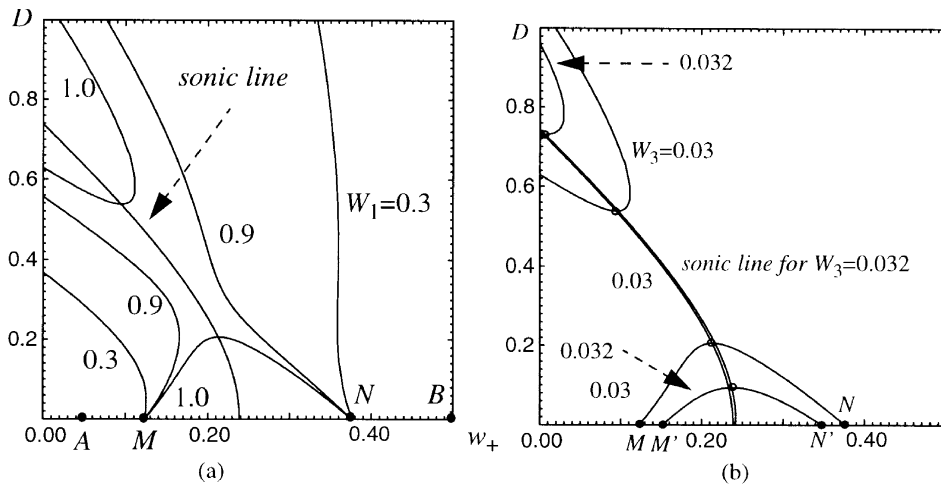 D
0.8
0.6
0.4
0.2
0.00
0.20
0.40
w+
A
M
N
B
1.0
sonic line
0.9
W1=0.3
0.9
0.3
1.0
(a)
D
0.8
0.6
0.4
0.2
0.00
0.20
0.40
0.032
W3=0.03
0.03
sonic line for W3=0.032
0.032
0.03
N
M
M'
N'
(b)